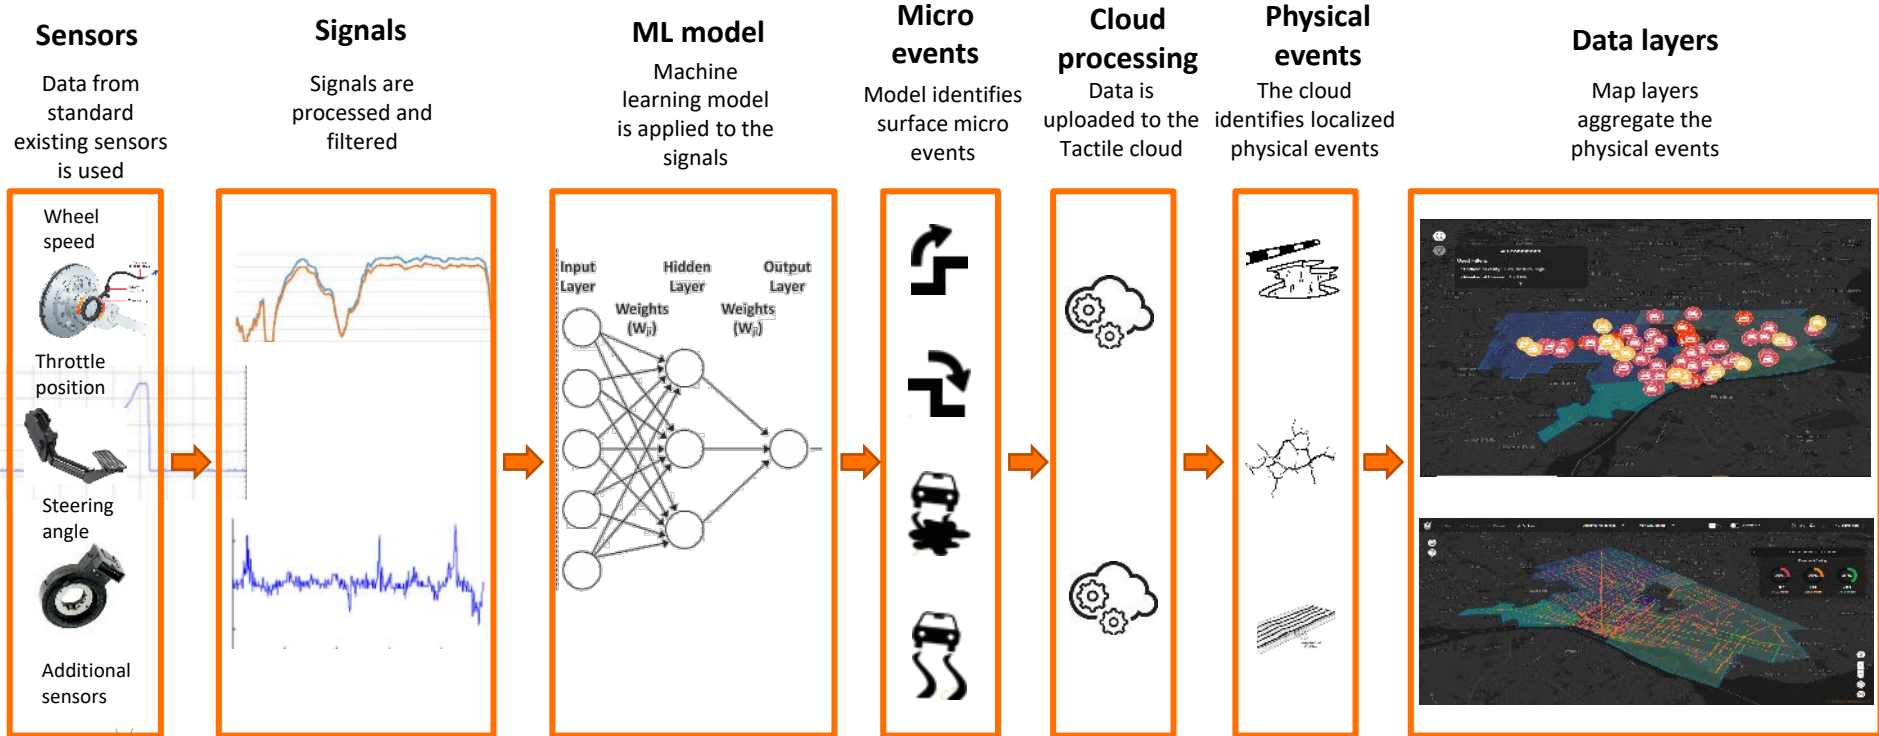 Sensors
Data from
standard
existing sensors
is used
Wheel
speed
Throttle
position
Steering
angle
Additional
sensors
Signals
Signals are
processed and
filtered
ML model
Machine
learning model
is applied to the
signals
Input
Layer
Hidden
Layer
Output
Layer
Weights
(Wji)
Weights
(Wji)
Micro
events
Model identifies
surface micro
events
Cloud
processing
Data is
uploaded to the
Tactile cloud
Physical
events
The cloud
identifies localized
physical events
Data layers
Map layers
aggregate the
physical events